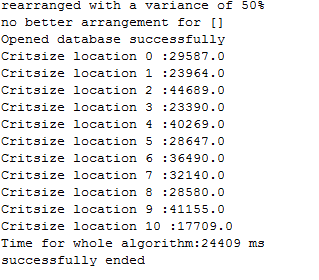 rearranged with a variance of 50%
no better arrangement for []
Opened database successfully
Critsize location 0 :29587.0
Critsize location 1 :23964.0
Critsize location 2 :44689.0
Critsize location 3 :23390.0
Critsize location 4 :40269.0
Critsize location 5 :28647.0
Critsize location 6 :36490.0
Critsize location 7 :32140.0
Critsize location 8 :28580.0
Critsize location 9 :41155.0
Critsize location 10 :17709.0
Time for whole algorithm:24409 ms
successfully ended